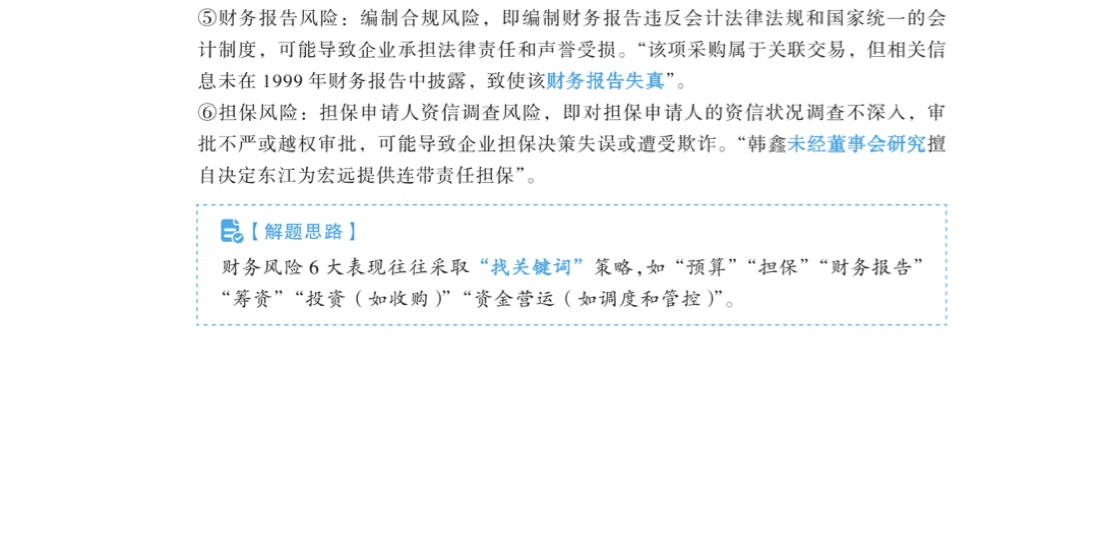 ⑤财务报告风险：编制合规风险，即编制财务报告违反会计法律法规和国家统一的会
计制度，可能导致企业承担法律责任和声誉受损。“该项采购属于关联交易，但相关信
息未在 1999 年财务报告中披露，致使该财务报告失真”。
⑥担保风险：担保申请人资信调查风险，即对担保申请人的资信状况调查不深入，审
批不严或越权审批，可能导致企业担保决策失误或遭受欺诈。“韩鑫未经董事会研究擅
自决定东江为宏远提供连带责任担保”。
【解题思路】
财务风险 6 大表现往往采取“找关键词”策略，如“预算”“担保”“财务报告”
“筹资”“投资（如收购）”“资金营运（如调度和管控）”。